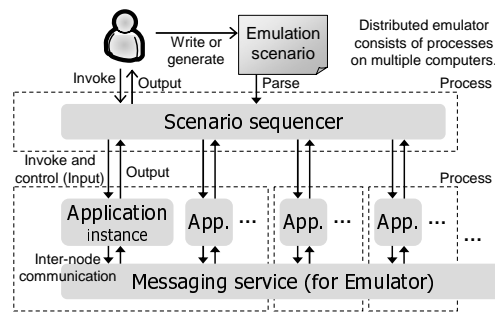 Write or
generate
Emulation
scenario
Distributed emulator
consists of processes
on multiple computers.
Invoke
Output
Parse
Process
Scenario sequencer
Invoke and
control (Input)
Output
Process
Application
instance
App. ...
App. ...
App. ...
...
Inter-node
communication
Messaging service (for Emulator)